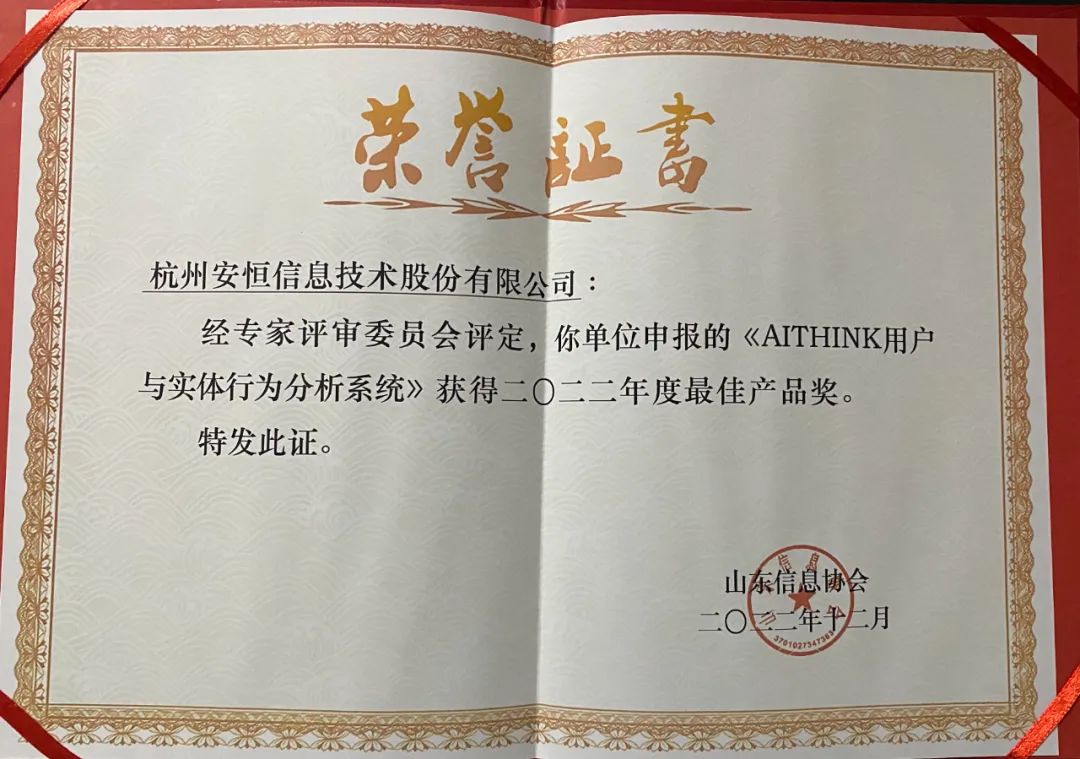 荣誉証書
杭州安恒信息技术股份有限公司：
经专家评审委员会评定，你单位申报的《AITHINK用户
与实体行为分析系统》获得二〇二二年度最佳产品奖。
特发此证。
山东信息协会
二〇二二年十二月